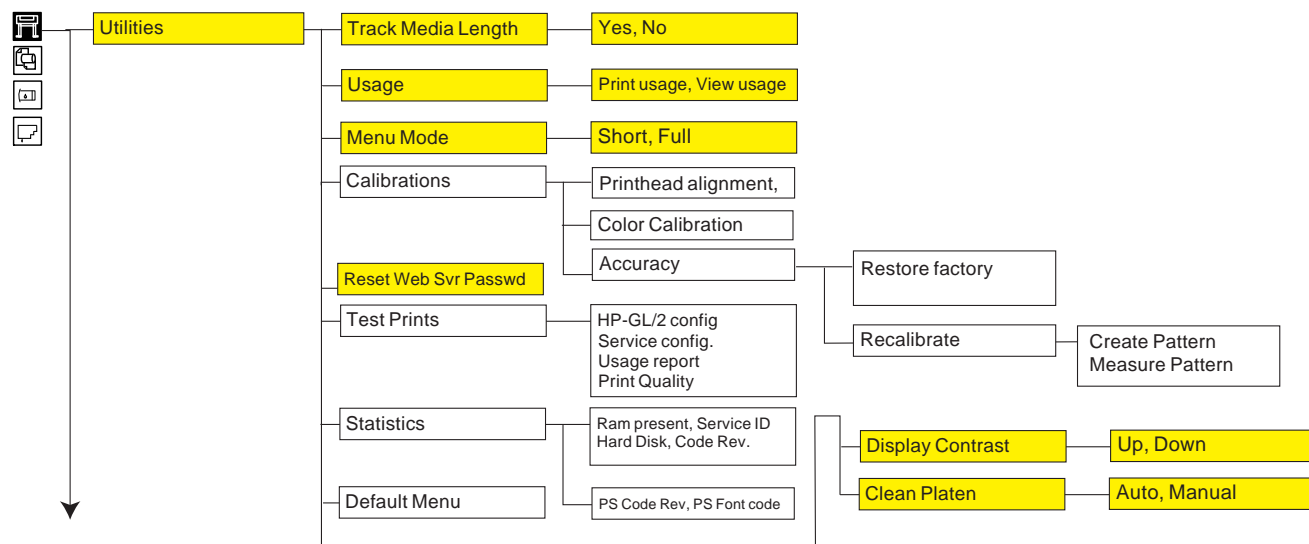 Utilities
Track Media Length
Yes, No
Usage
Print usage, View usage
Menu Mode
Short, Full
Calibrations
Printhead alignment,
Color Calibration
Accuracy
Restore factory
Recalibrate
Create Pattern
Measure Pattern
Reset Web Svr Passwd
Test Prints
HP-GL/2 config
Service config.
Usage report
Print Quality
Statistics
Ram present, Service ID
Hard Disk, Code Rev.
PS Code Rev, PS Font code
Default Menu
Display Contrast
Up, Down
Clean Platen
Auto, Manual